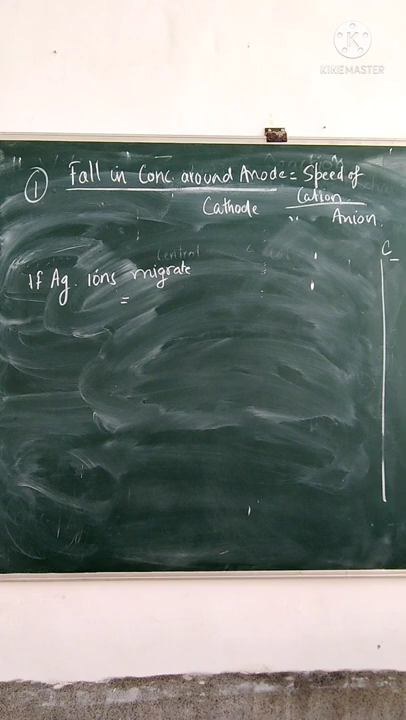 KINEMASTER
① Fall in Conc. around Anode = Speed of Cation
Cathode " Anion.
C
If Ag. ions migrate
=